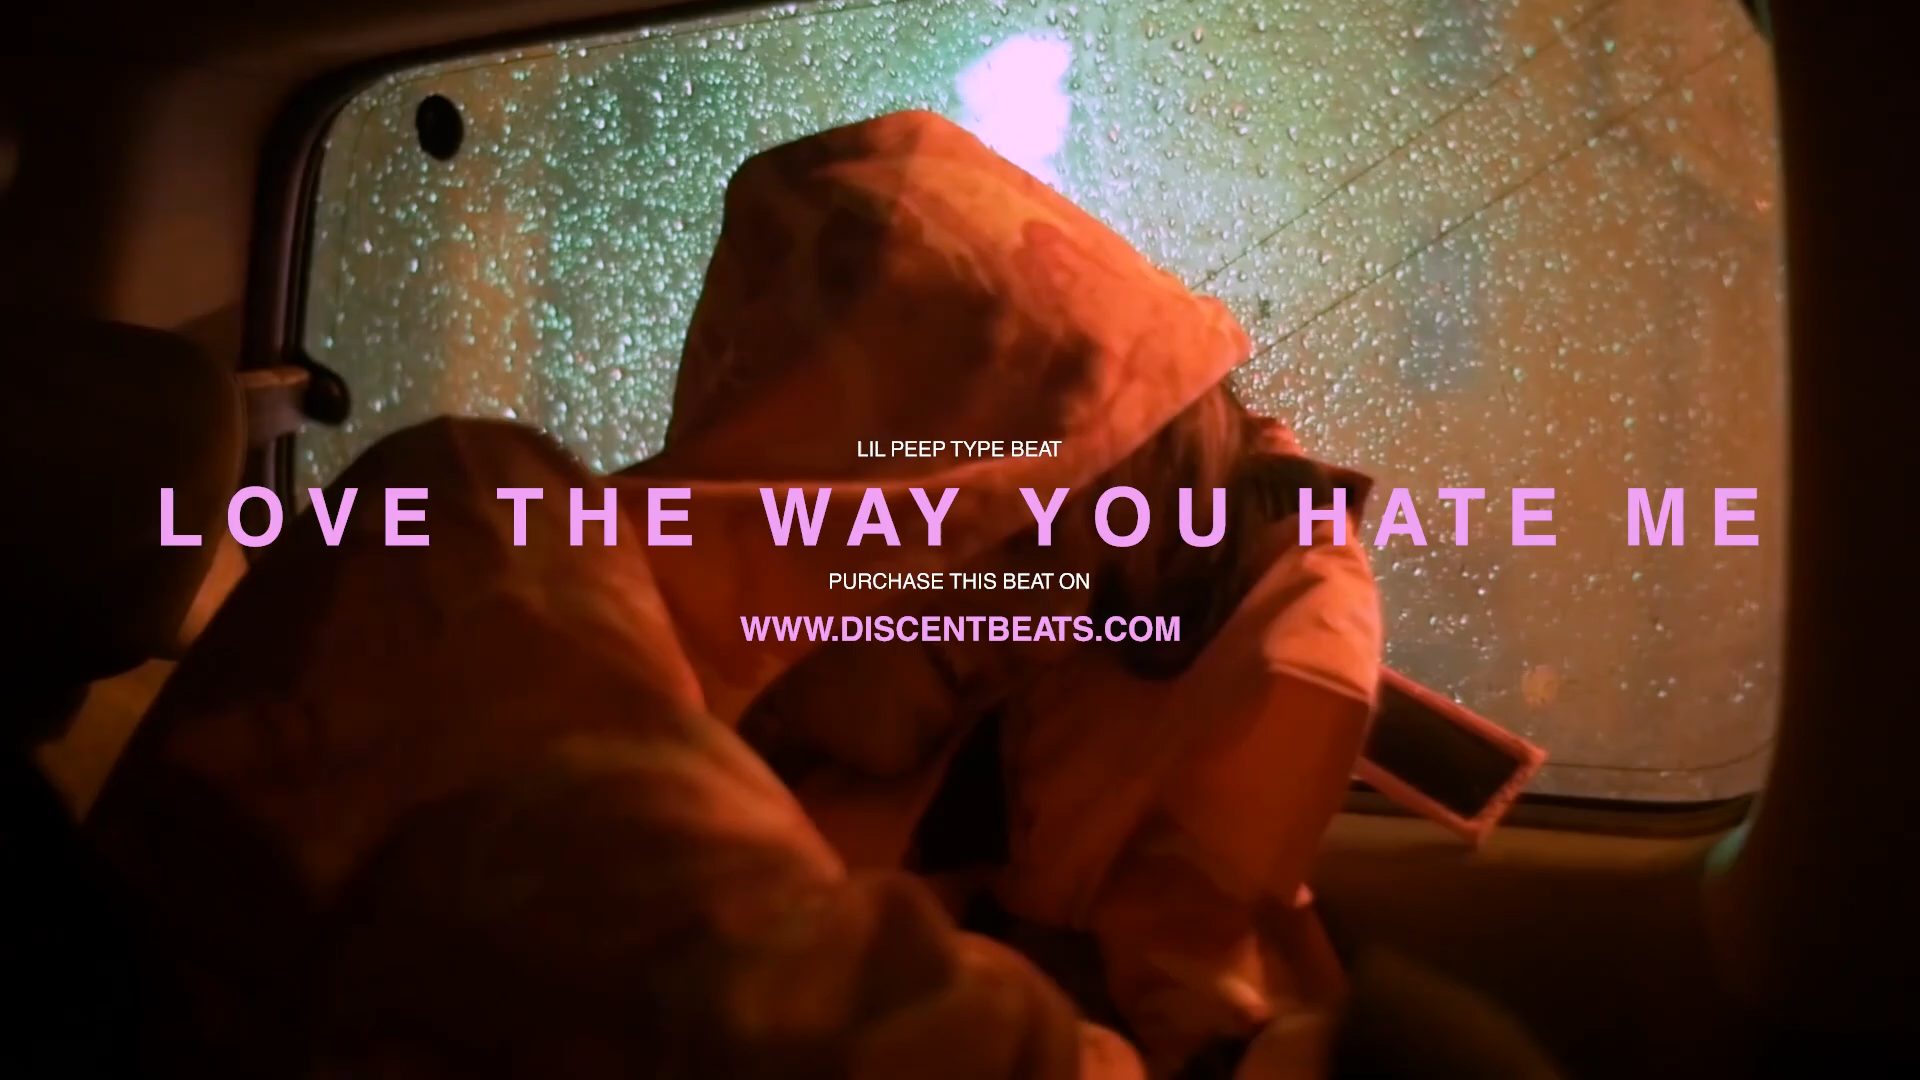 LIL PEEP TYPE BEAT
LOVE THE WAY YOU HATE ME
PURCHASE THIS BEAT ON
WWW.DISCENTBEATS.COM